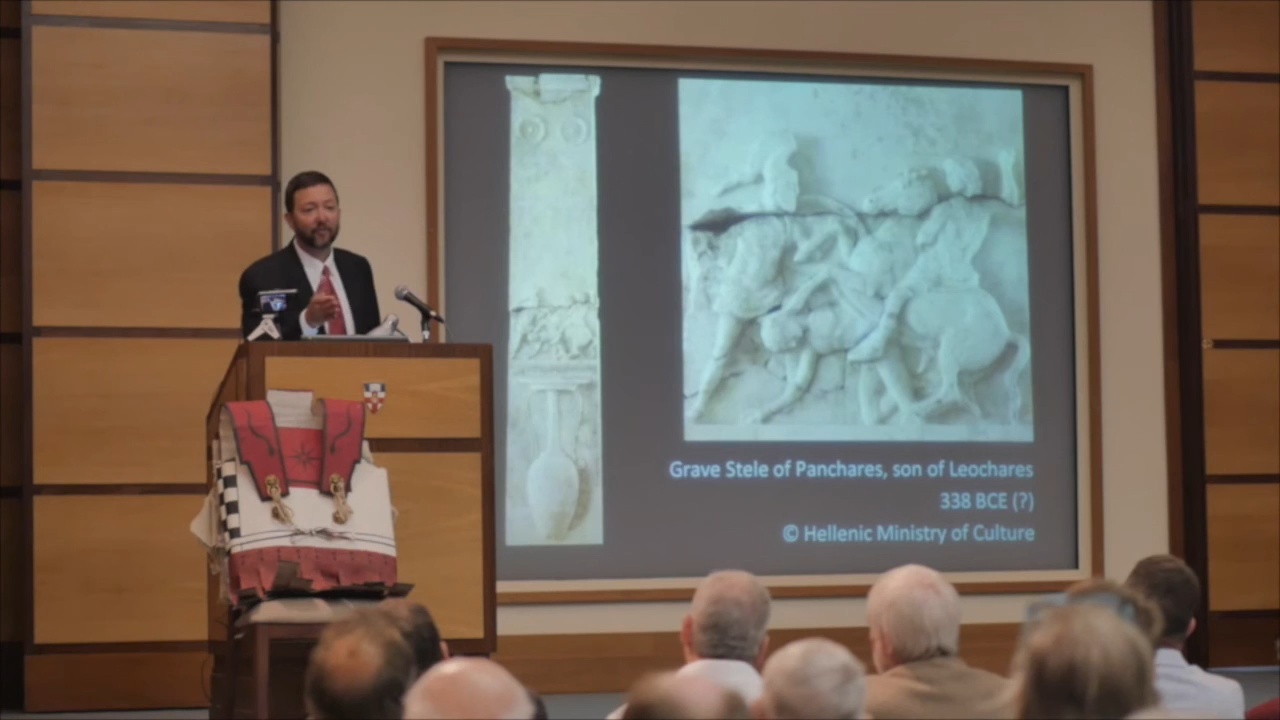 Grave Stele of Panchares, son of Leochares
338 BCE (?)
© Hellenic Ministry of Culture